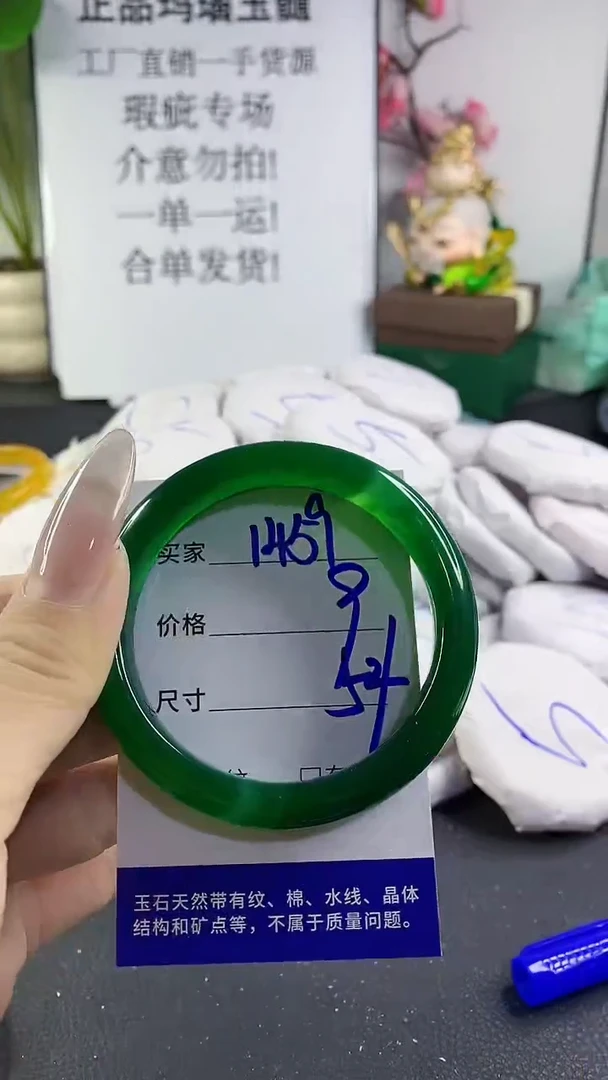 正品玛瑙玉髓
工厂直销一手货源
瑕疵专场
介意勿拍!
一单一运!
合单发货!
买家 1459
价格 9
尺寸 54
玉石天然带有纹、棉、水线、晶体
结构和矿点等，不属于质量问题。